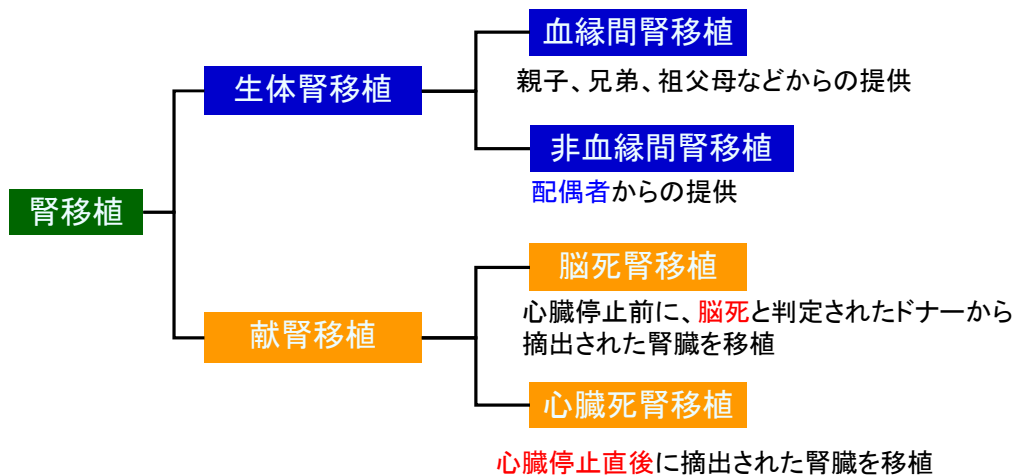 腎移植
生体腎移植
血縁間腎移植
親子、兄弟、祖父母などからの提供
非血縁間腎移植
配偶者からの提供
献腎移植
脳死腎移植
心臓停止前に、脳死と判定されたドナーから
摘出された腎臓を移植
心臓死腎移植
心臓停止直後に摘出された腎臓を移植